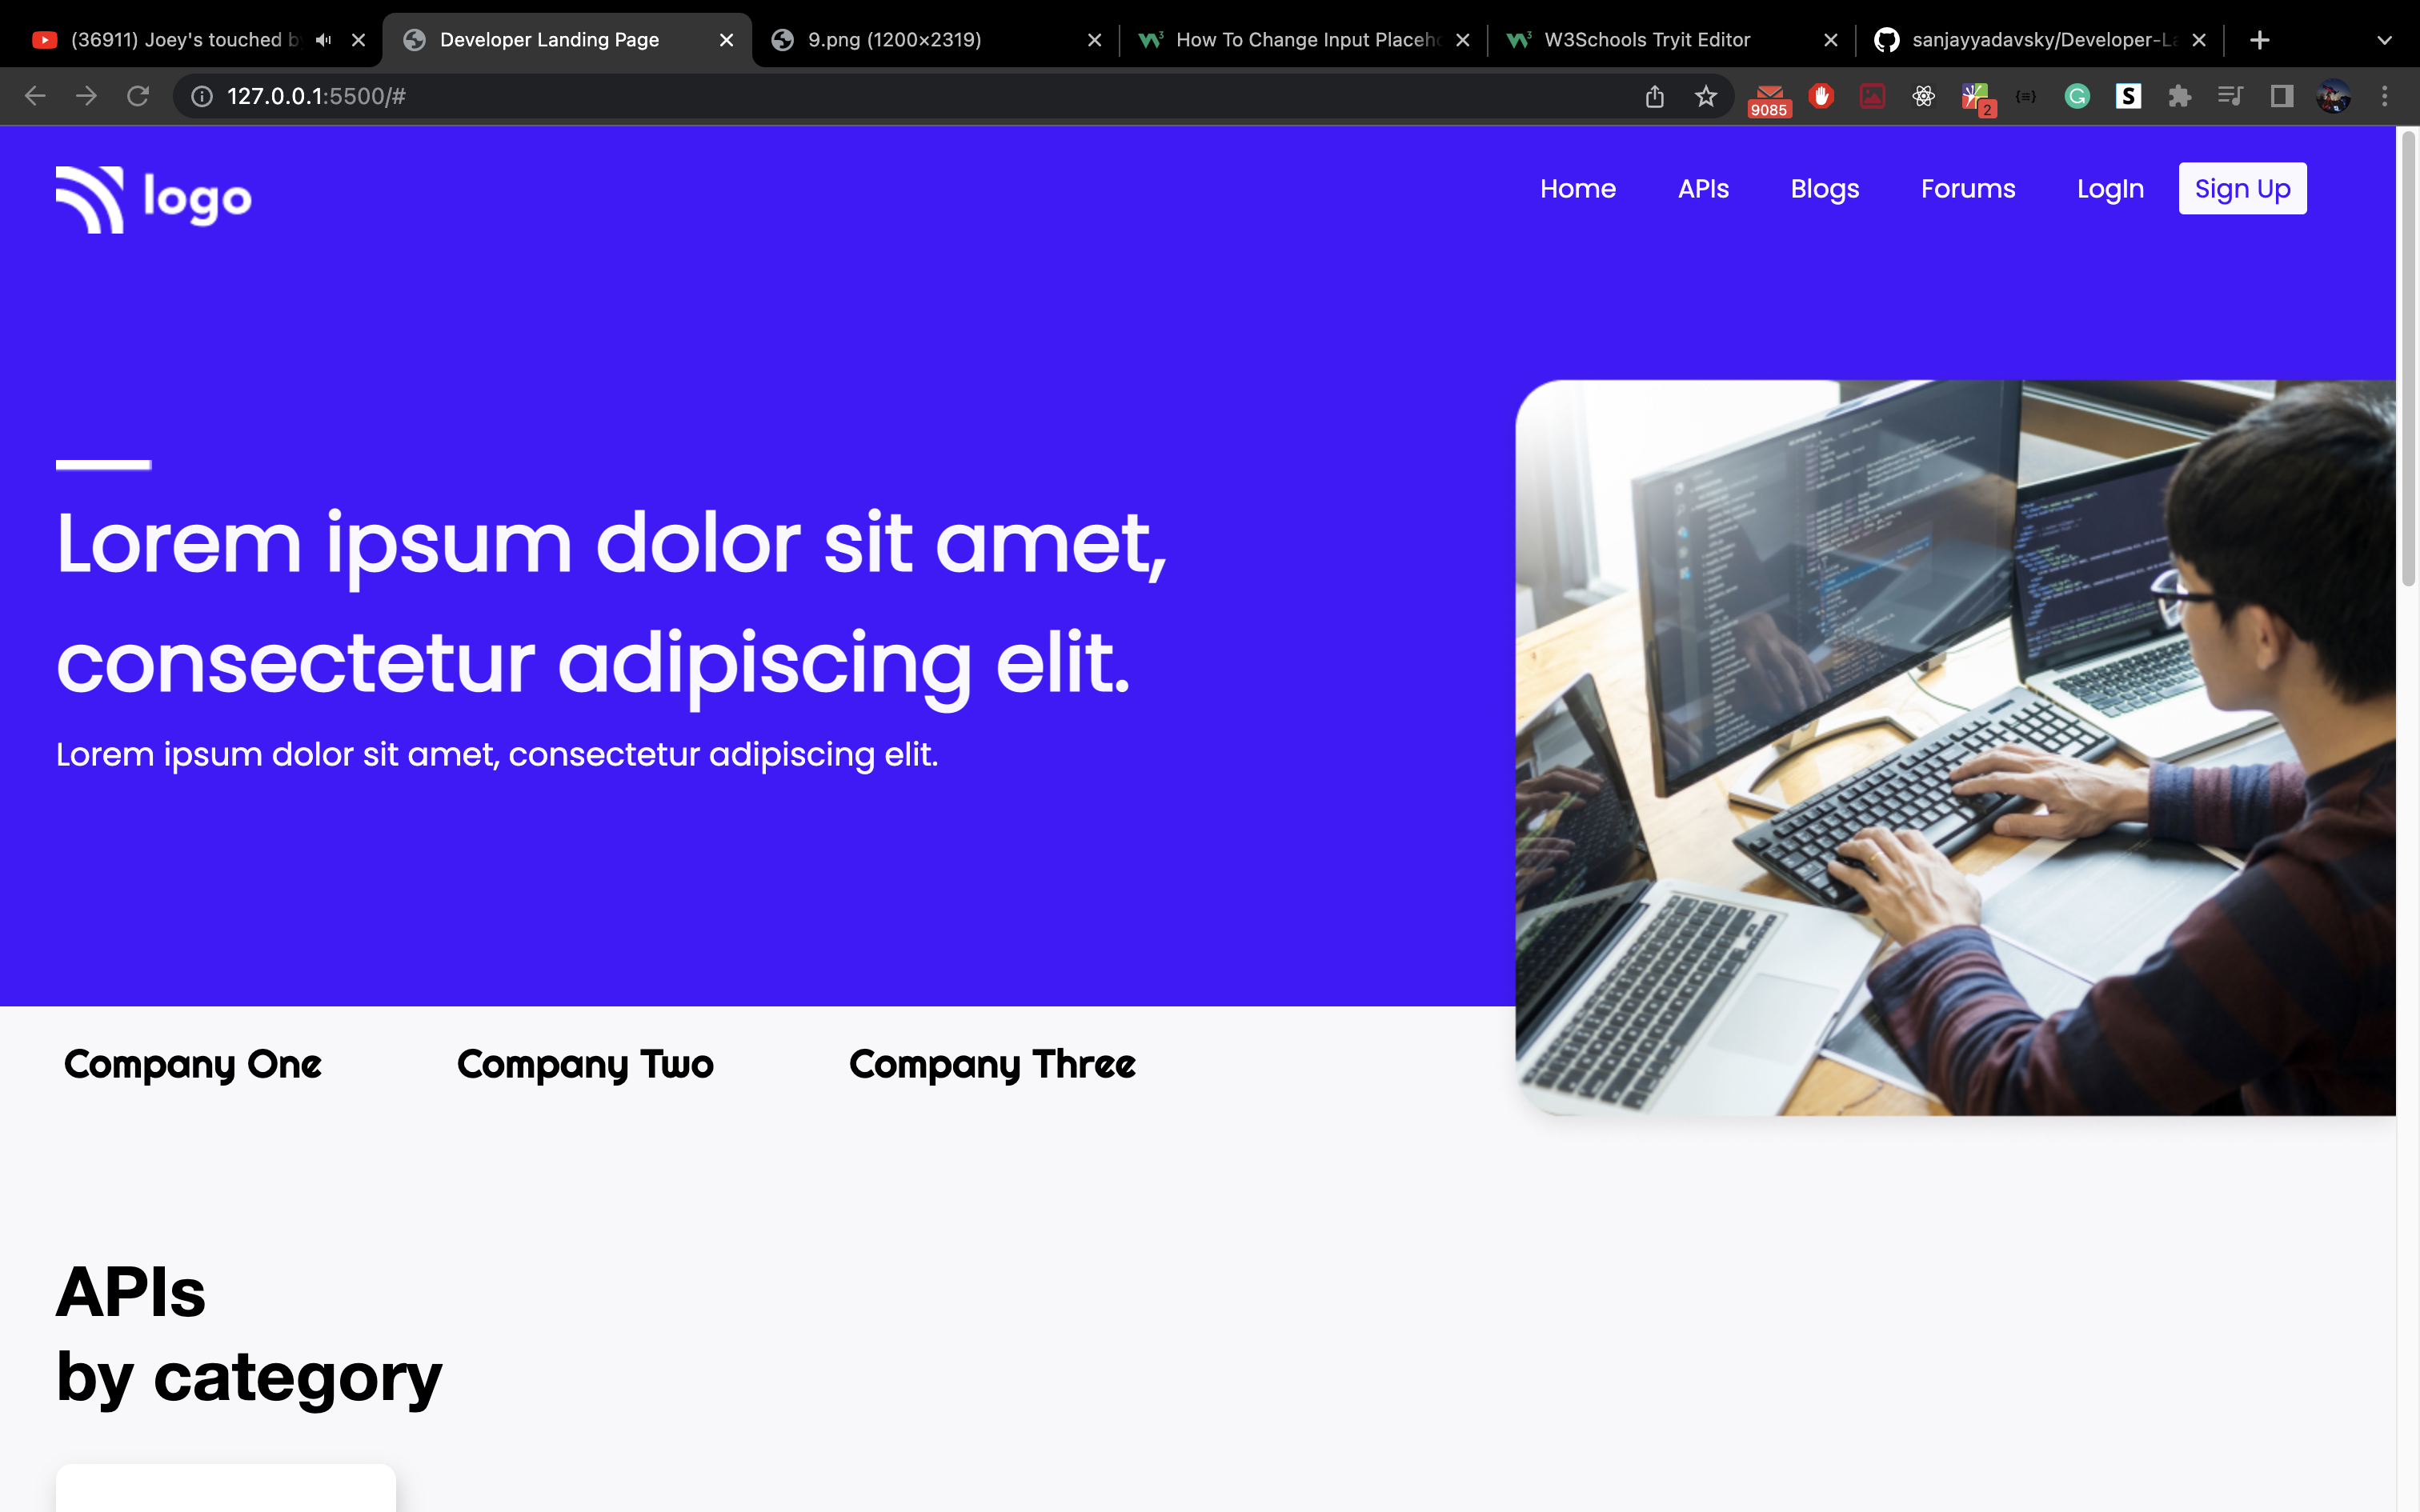 (36911) Joey's touched b
Developer Landing Page
9.png (1200×2319)
How To Change Input Placeh
W3Schools Tryit Editor
sanjayyadavsky/Developer-La
127.0.0.1:5500/#
9085
2
S
logo
Home
APIs
Blogs
Forums
LogIn
Sign Up
Lorem ipsum dolor sit amet,
consectetur adipiscing elit.
Lorem ipsum dolor sit amet, consectetur adipiscing elit.
Company One
Company Two
Company Three
APIs
by category